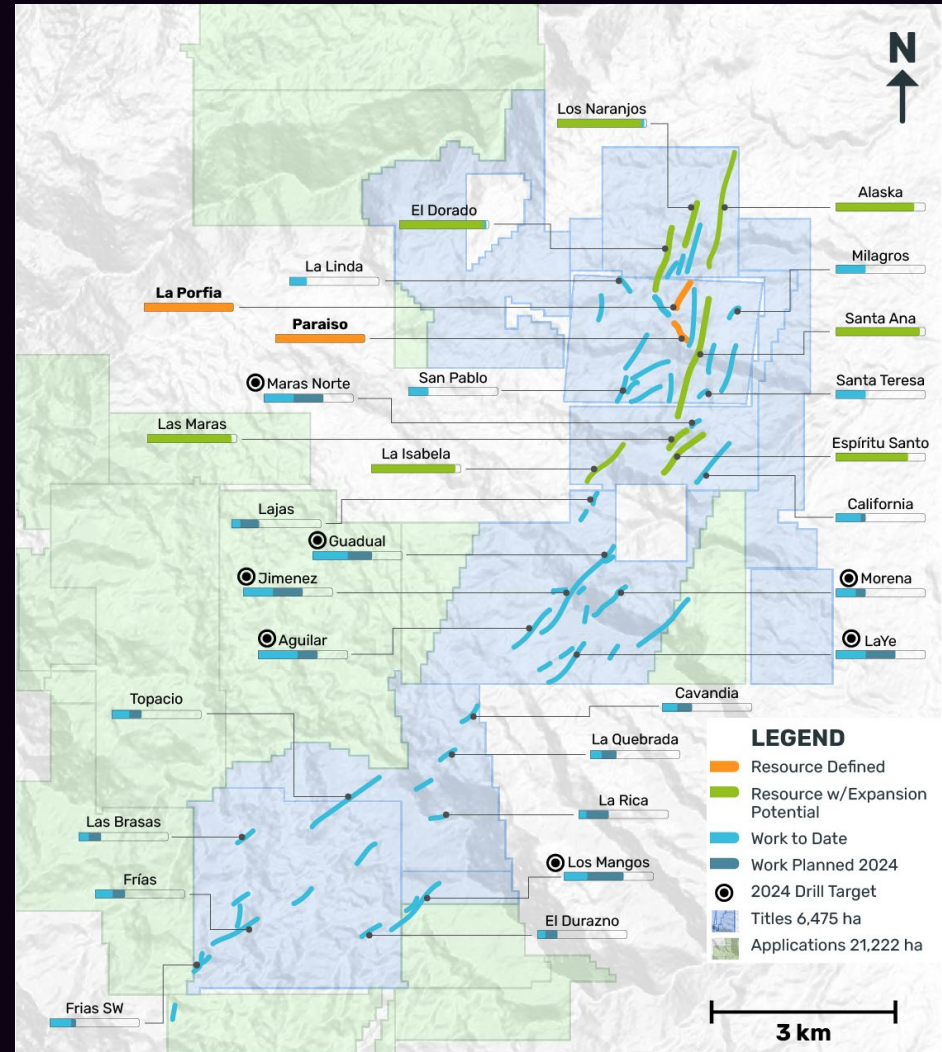 N
Los Naranjos
Alaska
El Dorado
Milagros
La Linda
La Porfia
Santa Ana
Paraiso
Maras Norte
San Pablo
Santa Teresa
Las Maras
Espíritu Santo
La Isabela
California
Lajas
Guadual
Jimenez
Morena
Aguilar
LaYe
Topacio
Cavandia
La Quebrada
La Rica
Las Brasas
Los Mangos
Frías
El Durazno
Frias SW
LEGEND
Resource Defined
Resource w/Expansion
Potential
Work to Date
Work Planned 2024
2024 Drill Target
Titles 6,475 ha
Applications 21,222 ha
3 km